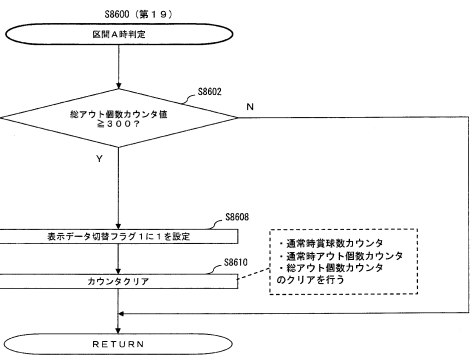 S8600（第１９）
区間Ａ時判定
S8602
総アウト個数カウンタ値
≧３００？
N
Y
S8608
表示データ切替フラグ１に１を設定
S8610
カウンタクリア
・通常時賞球数カウンタ
・通常時アウト個数カウンタ
・総アウト個数カウンタ
のクリアを行う
ＲＥＴＵＲＮ